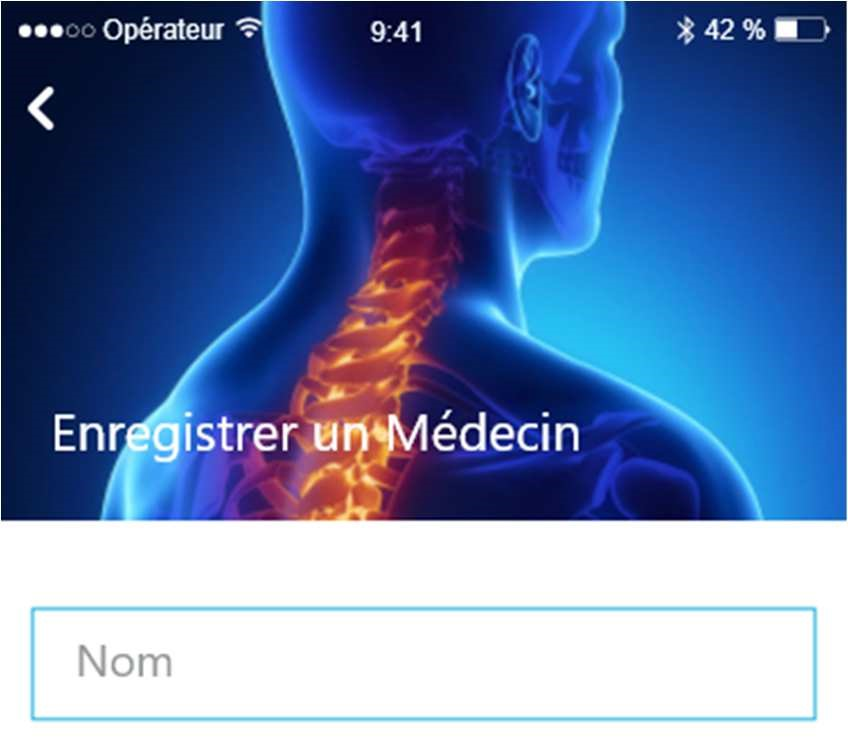 Opérateur 9:41 42 %
Enregistrer un Médecin
Nom